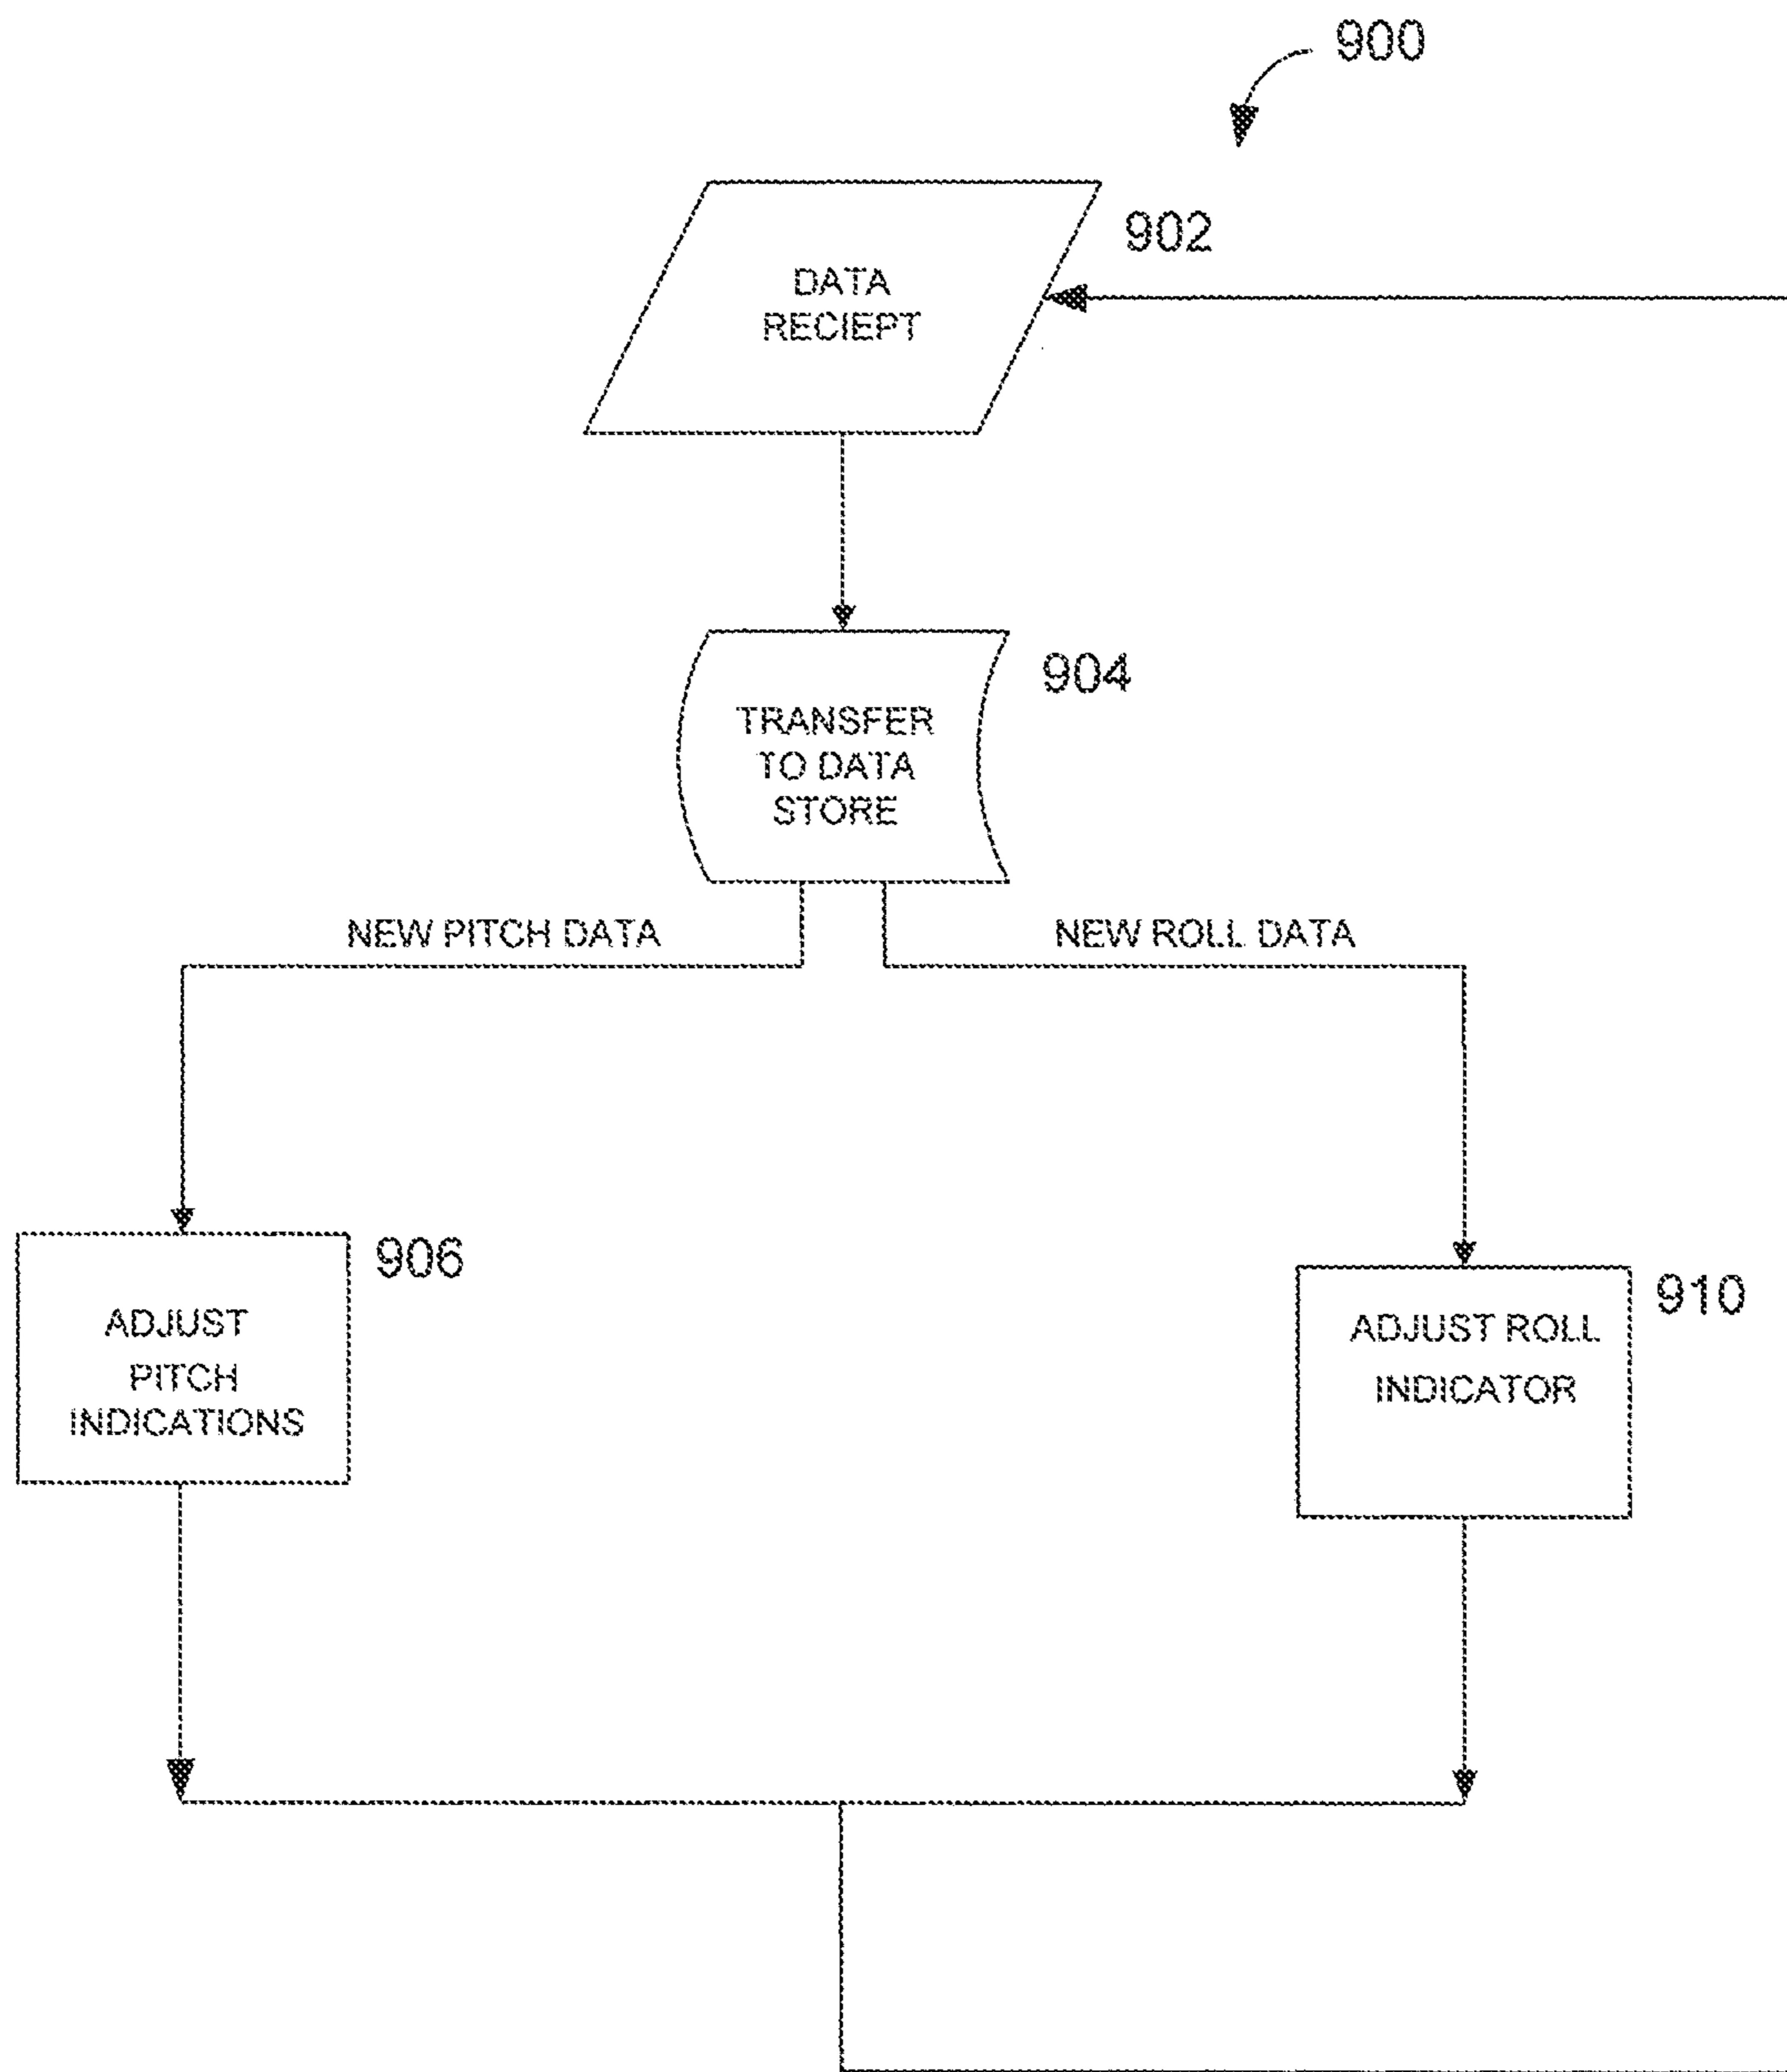 900
902
DATA
RECIEPT
904
TRANSFER
TO DATA
STORE
NEW PITCH DATA
NEW ROLL DATA
906
ADJUST
PITCH
INDICATIONS
910
ADJUST ROLL
INDICATOR